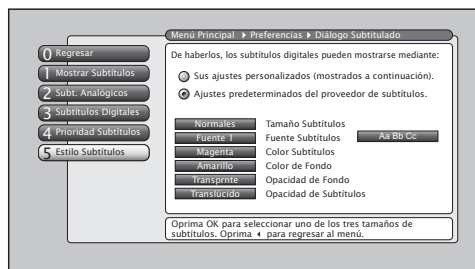 Menú Principal ▸ Preferencias ▸ Diálogo Subtitulado
0 Regresar
1 Mostrar Subtítulos
2 Subt. Analógicos
3 Subtítulos Digitales
4 Prioridad Subtítulos
5 Estilo Subtítulos
De haberlos, los subtítulos digitales pueden mostrarse mediante:
Sus ajustes personalizados (mostrados a continuación).
Ajustes predeterminados del proveedor de subtítulos.
Normales Tamaño Subtítulos
Fuente 1 Fuente Subtítulos Aa Bb Cc
Magenta Color Subtítulos
Amarillo Color de Fondo
Transprnte Opacidad de Fondo
Translúcido Opacidad de Subtítulos
Oprima OK para seleccionar uno de los tres tamaños de
subtítulos. Oprima ◂ para regresar al menú.